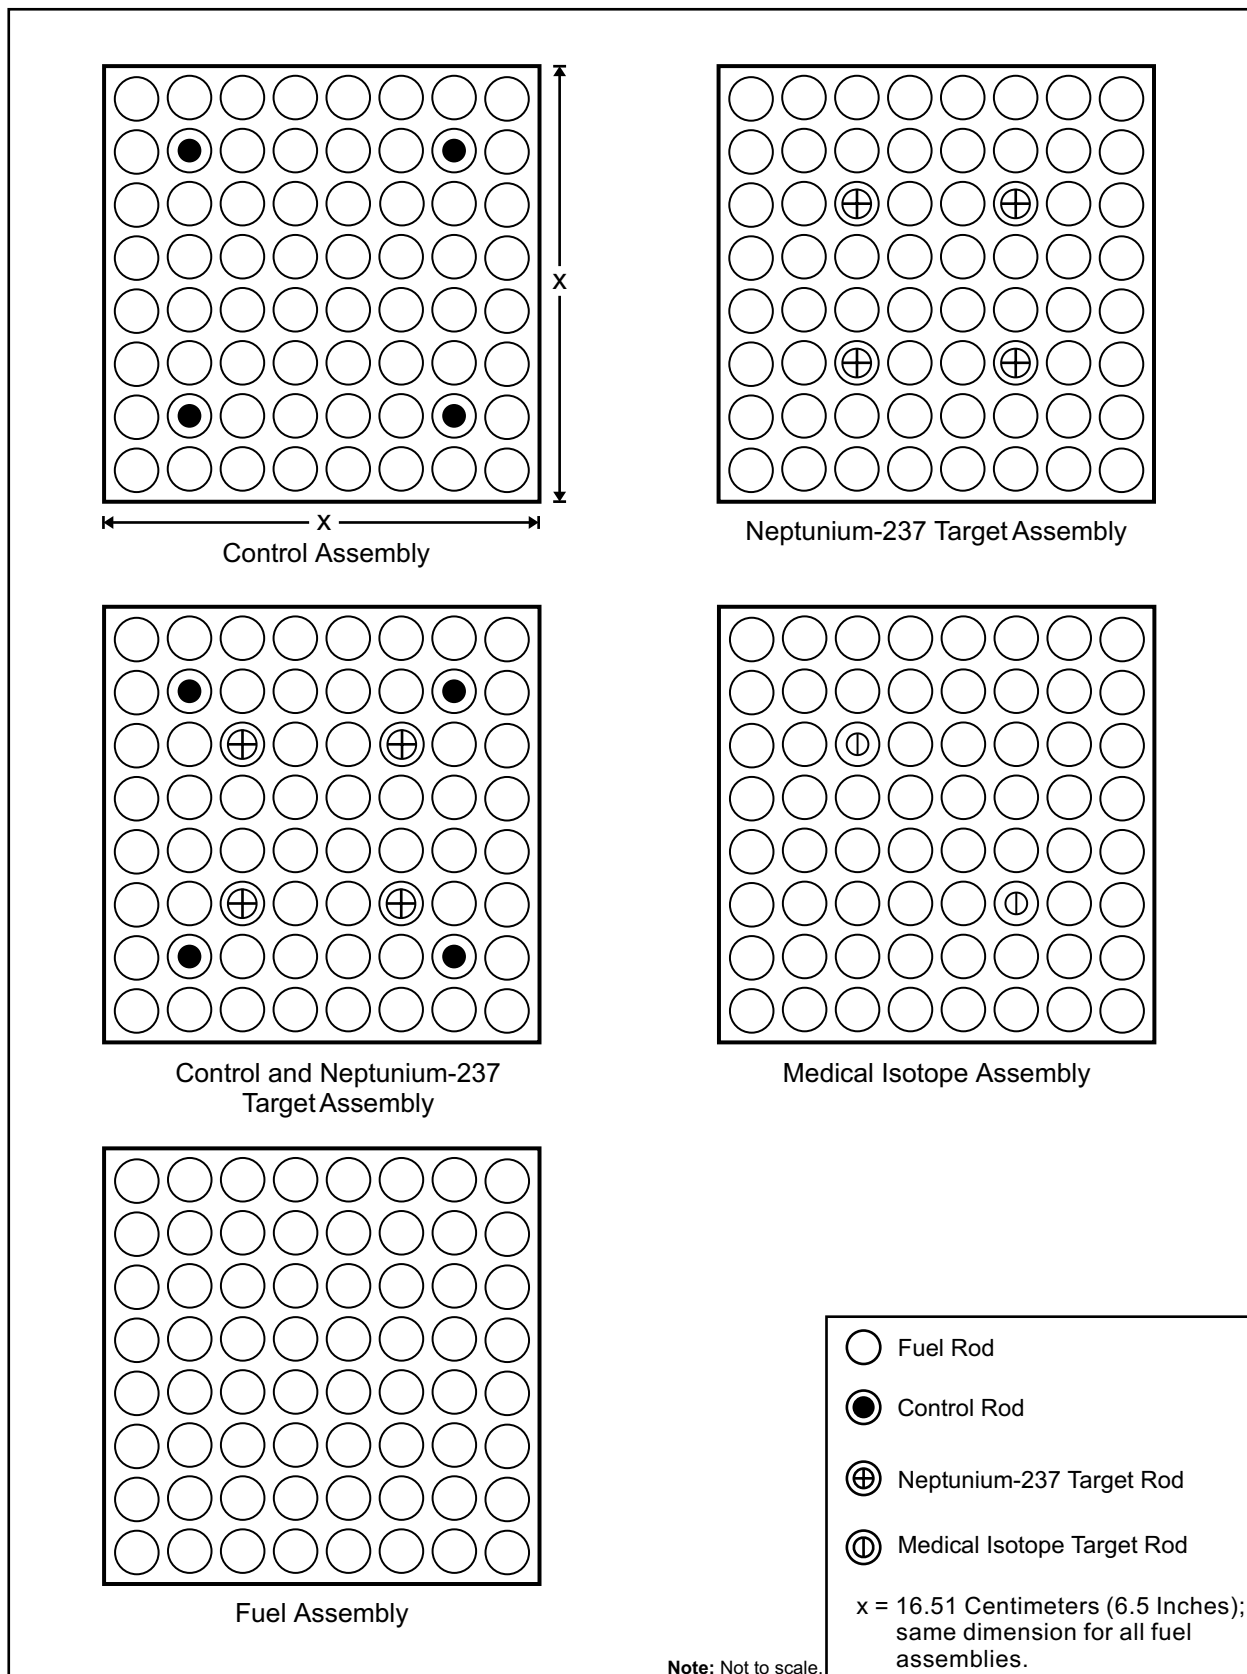 x
x
Control Assembly
Neptunium-237 Target Assembly
Control and Neptunium-237
Target Assembly
Medical Isotope Assembly
Fuel Assembly
Fuel Rod
Control Rod
Neptunium-237 Target Rod
Medical Isotope Target Rod
x = 16.51 Centimeters (6.5 Inches);
same dimension for all fuel
assemblies.
Note: Not to scale.